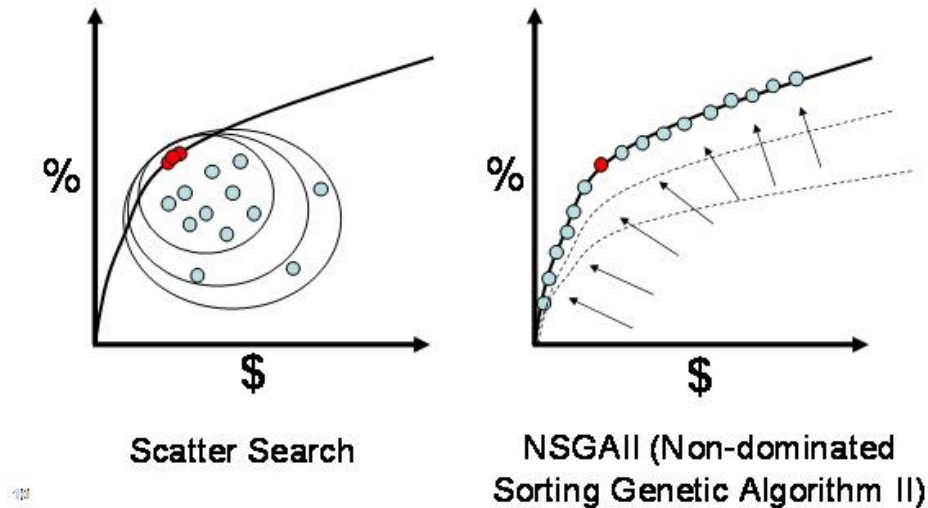 %
$
Scatter Search
%
$
NSGAII (Non-dominated
Sorting Genetic Algorithm II)